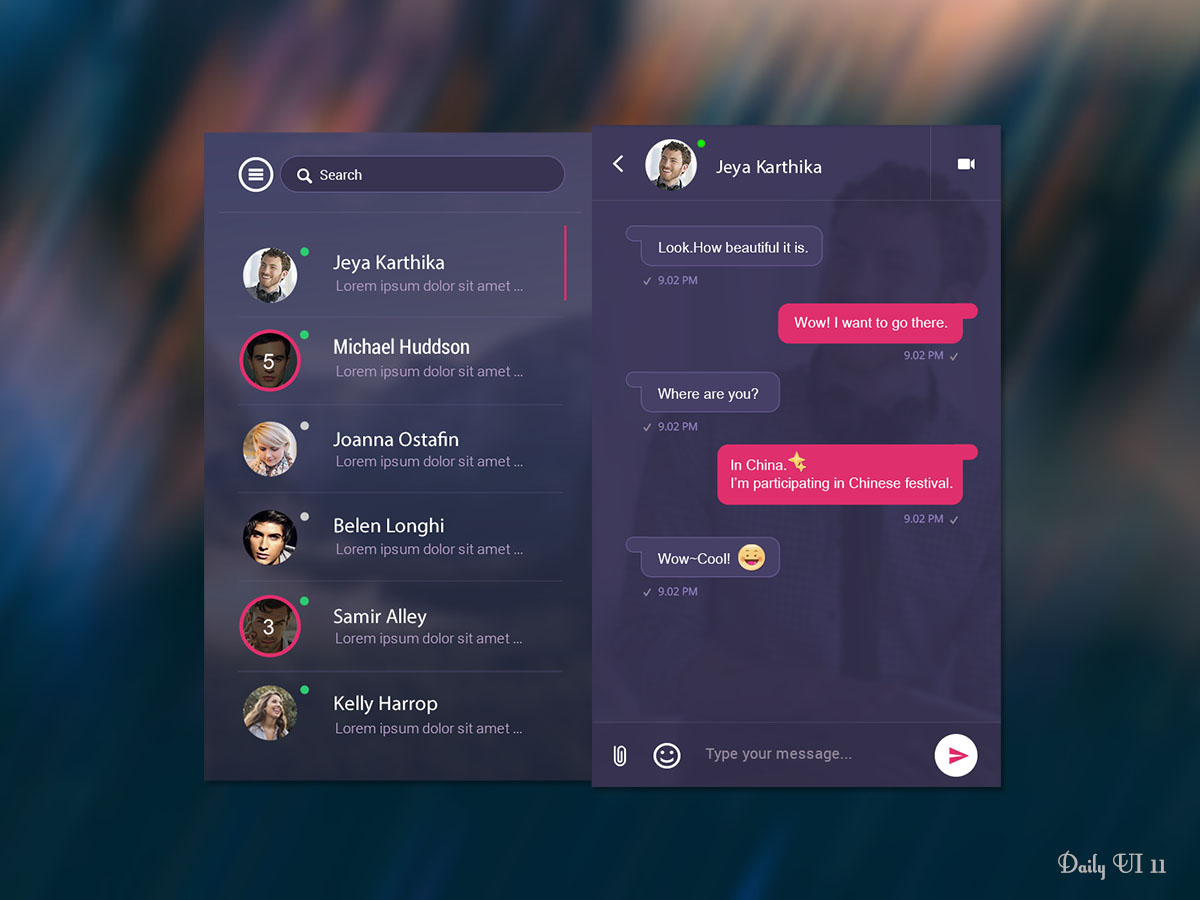 Search
Jeya Karthika
Lorem ipsum dolor sit amet ...
5
Michael Huddson
Lorem ipsum dolor sit amet ...
Joanna Ostafin
Lorem ipsum dolor sit amet ...
Belen Longhi
Lorem ipsum dolor sit amet ...
3
Samir Alley
Lorem ipsum dolor sit amet ...
Kelly Harrop
Lorem ipsum dolor sit amet ...
Jeya Karthika
Look.How beautiful it is.
9.02 PM
Wow! I want to go there.
9.02 PM
Where are you?
9.02 PM
In China.
I'm participating in Chinese festival.
9.02 PM
Wow~Cool!
9.02 PM
Type your message...
Daily UI 11